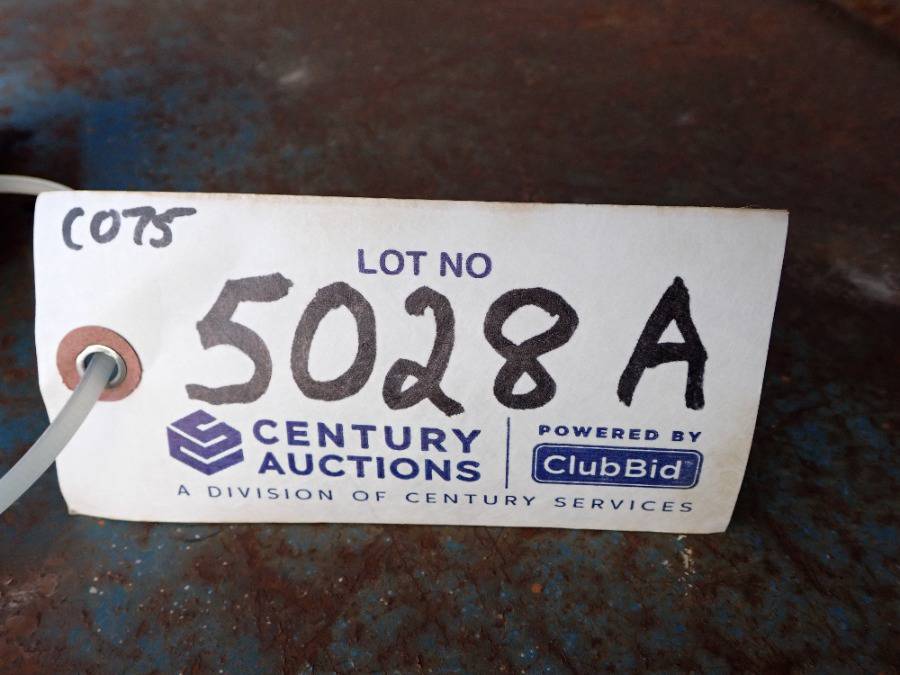 C075
LOT NO
5028 A
CENTURY AUCTIONS
POWERED BY
ClubBid
A DIVISION OF CENTURY SERVICES